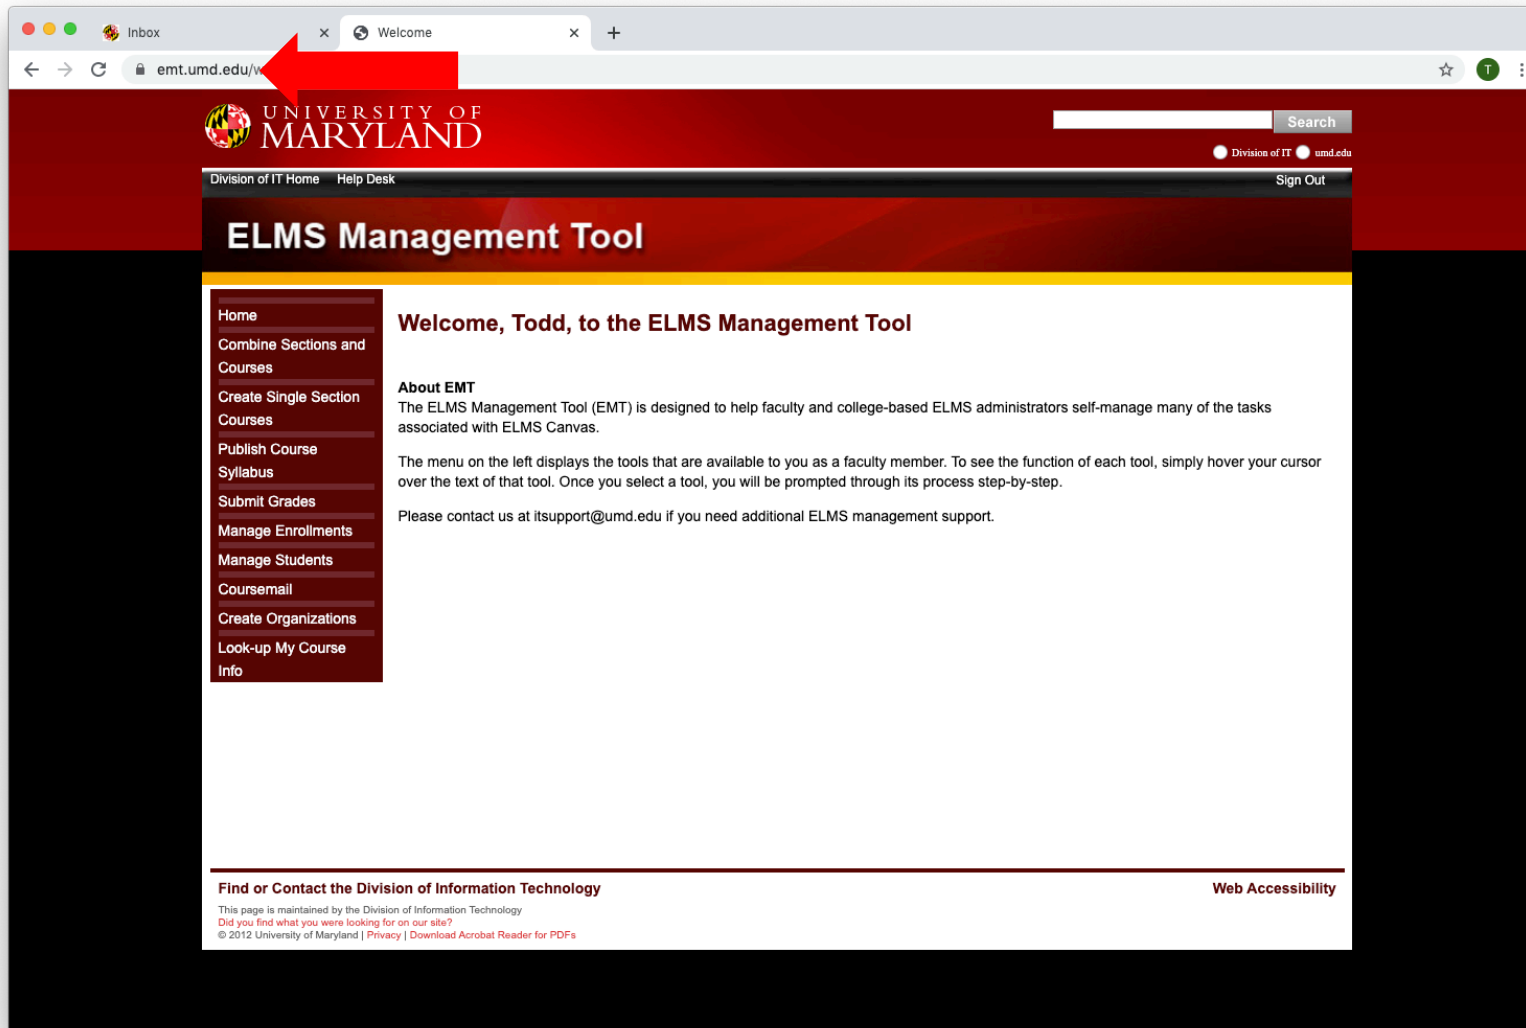 Inbox
Welcome
emt.umd.edu/w
T
UNIVERSITY OF
MARYLAND
Search
Division of IT umd.edu
Division of IT Home Help Desk Sign Out
ELMS Management Tool
Home
Combine Sections and
Courses
Create Single Section
Courses
Publish Course
Syllabus
Submit Grades
Manage Enrollments
Manage Students
Coursemail
Create Organizations
Look-up My Course
Info
Welcome, Todd, to the ELMS Management Tool
About EMT
The ELMS Management Tool (EMT) is designed to help faculty and college-based ELMS administrators self-manage many of the tasks
associated with ELMS Canvas.
The menu on the left displays the tools that are available to you as a faculty member. To see the function of each tool, simply hover your cursor
over the text of that tool. Once you select a tool, you will be prompted through its process step-by-step.
Please contact us at itsupport@umd.edu if you need additional ELMS management support.
Find or Contact the Division of Information Technology Web Accessibility
This page is maintained by the Division of Information Technology
Did you find what you were looking for on our site?
© 2012 University of Maryland | Privacy | Download Acrobat Reader for PDFs